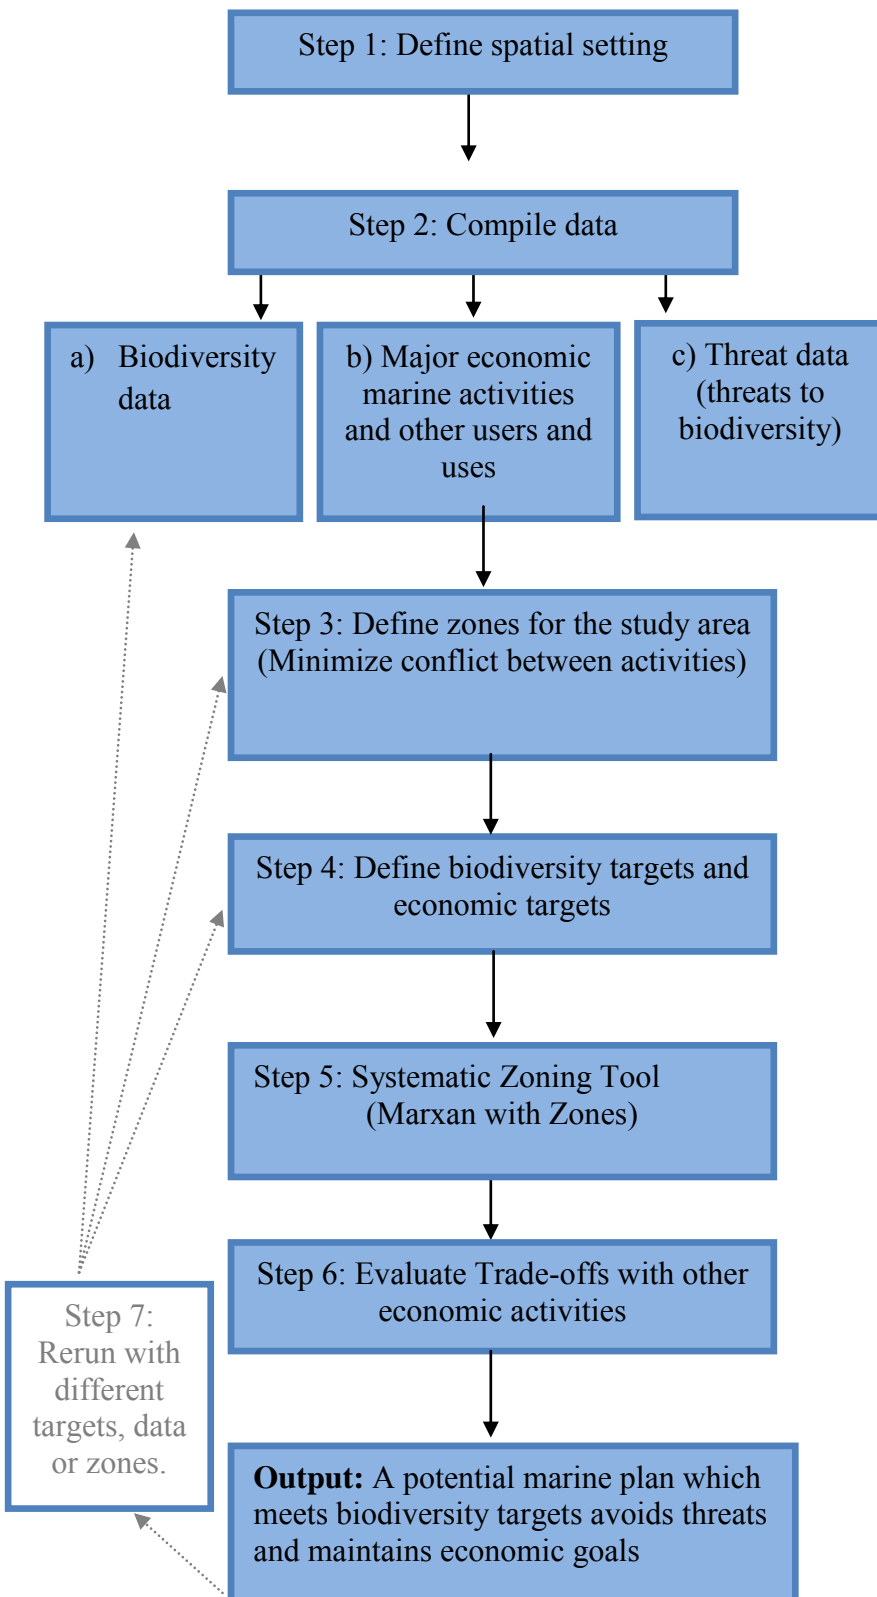 Step 1: Define spatial setting
Step 2: Compile data
a) Biodiversity
data
b) Major economic
marine activities
and other users and
uses
c) Threat data
(threats to
biodiversity)
Step 3: Define zones for the study area
(Minimize conflict between activities)
Step 4: Define biodiversity targets and
economic targets
Step 5: Systematic Zoning Tool
(Marxan with Zones)
Step 6: Evaluate Trade-offs with other
economic activities
Step 7:
Rerun with
different
targets, data
or zones.
Output: A potential marine plan which
meets biodiversity targets avoids threats
and maintains economic goals